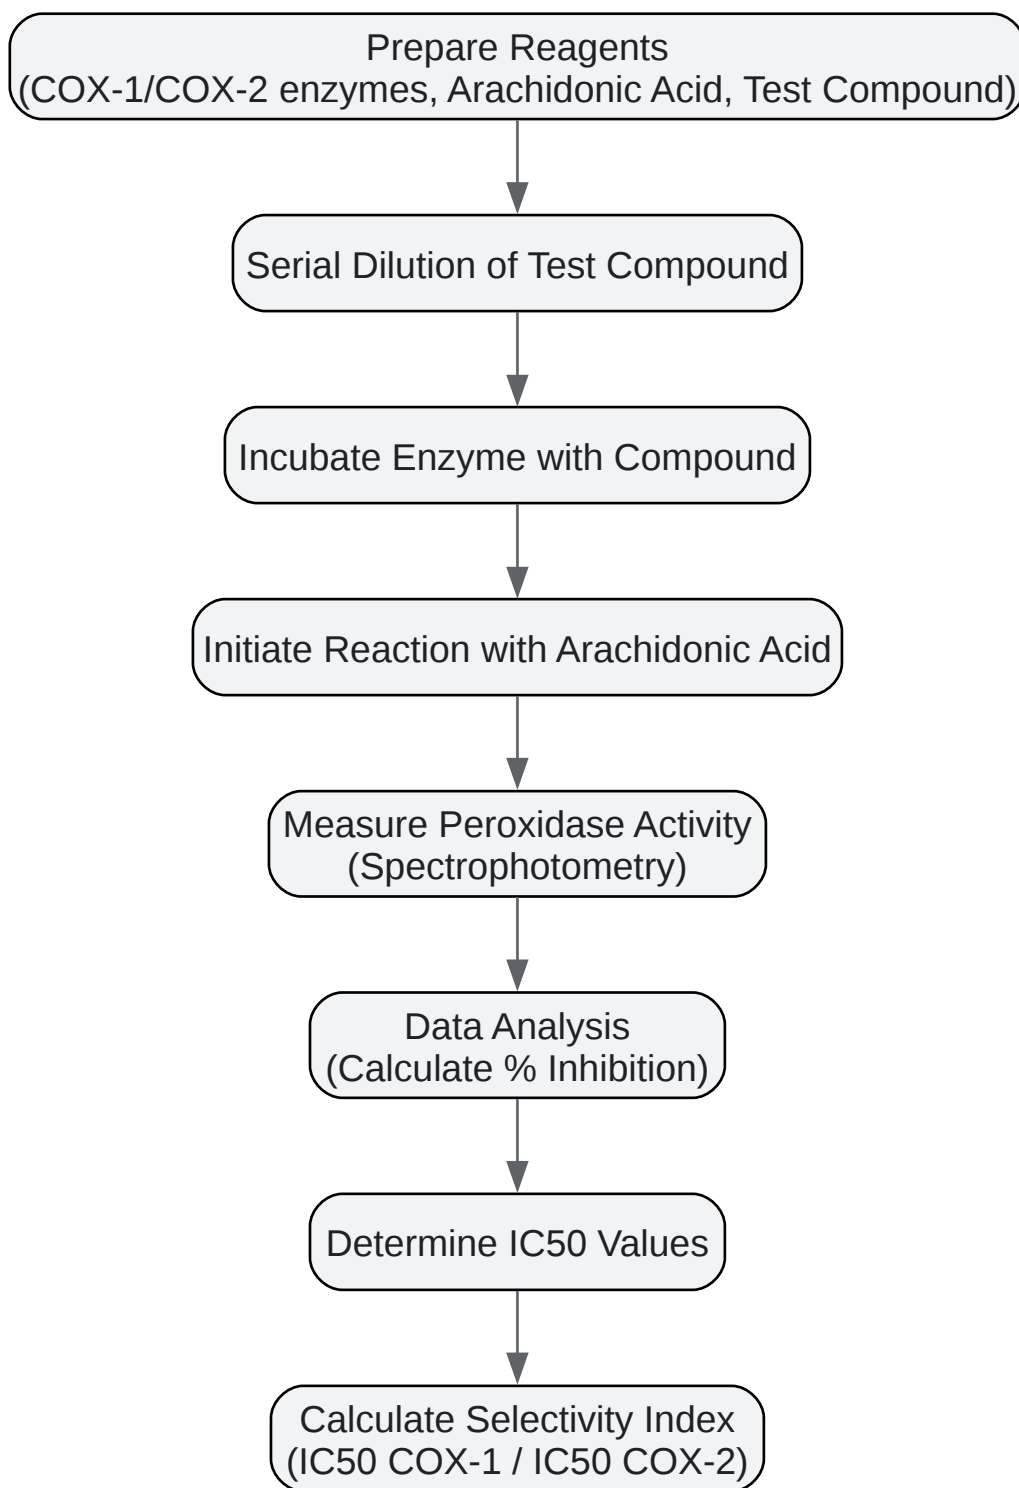 Prepare Reagents
(COX-1/COX-2 enzymes, Arachidonic Acid, Test Compound)
Serial Dilution of Test Compound
Incubate Enzyme with Compound
Initiate Reaction with Arachidonic Acid
Measure Peroxidase Activity
(Spectrophotometry)
Data Analysis
(Calculate % Inhibition)
Determine IC50 Values
Calculate Selectivity Index
(IC50 COX-1 / IC50 COX-2)